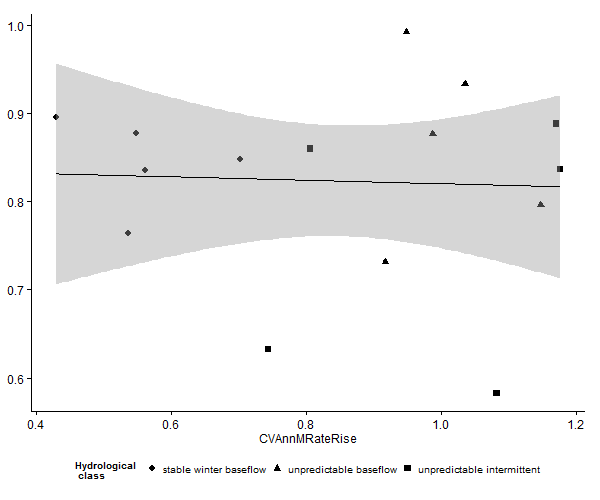 1.0
0.9
0.8
0.7
0.6
0.4 0.6 0.8 1.0 1.2
CVAnnMRateRise
Hydrological
class
stable winter baseflow unpredictable baseflow unpredictable intermittent